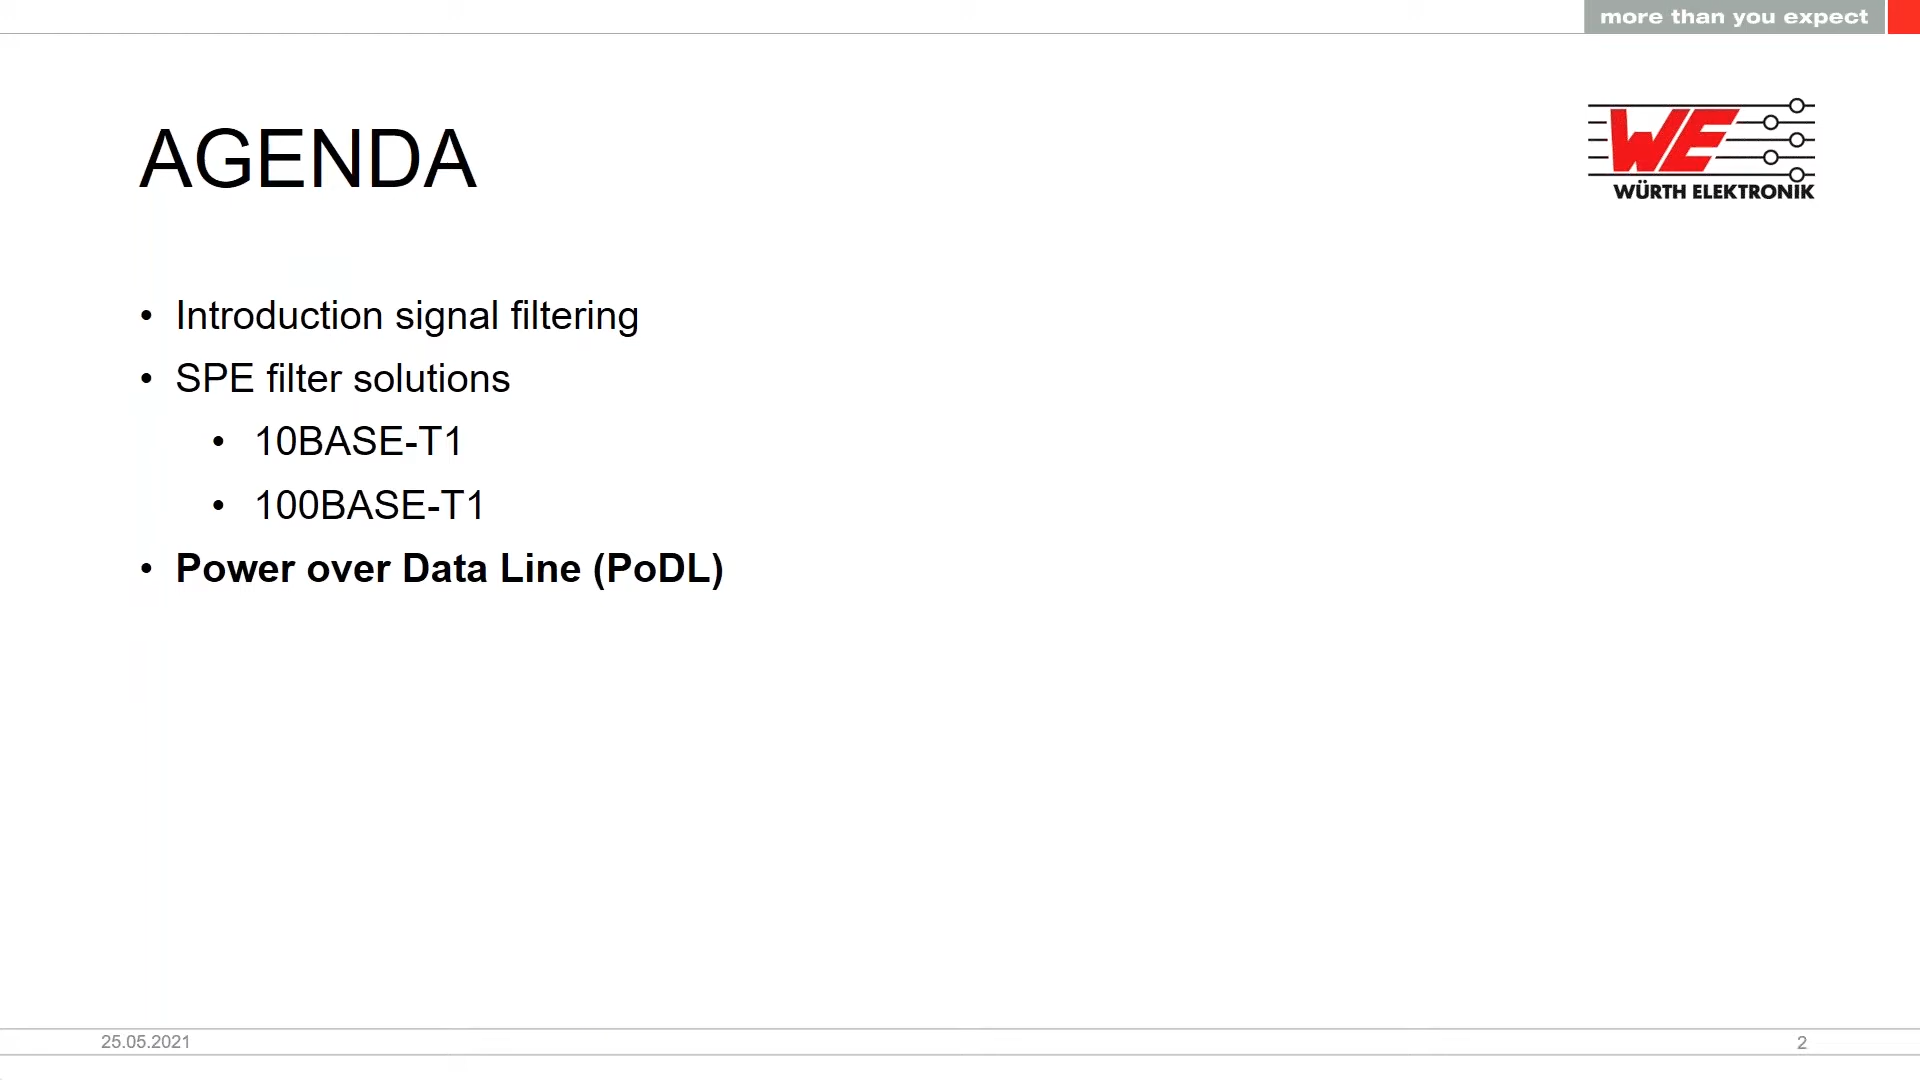 more than you expect
AGENDA
WE
WÜRTH ELEKTRONIK
• Introduction signal filtering
• SPE filter solutions
• 10BASE-T1
• 100BASE-T1
• Power over Data Line (PoDL)
25.05.2021
2